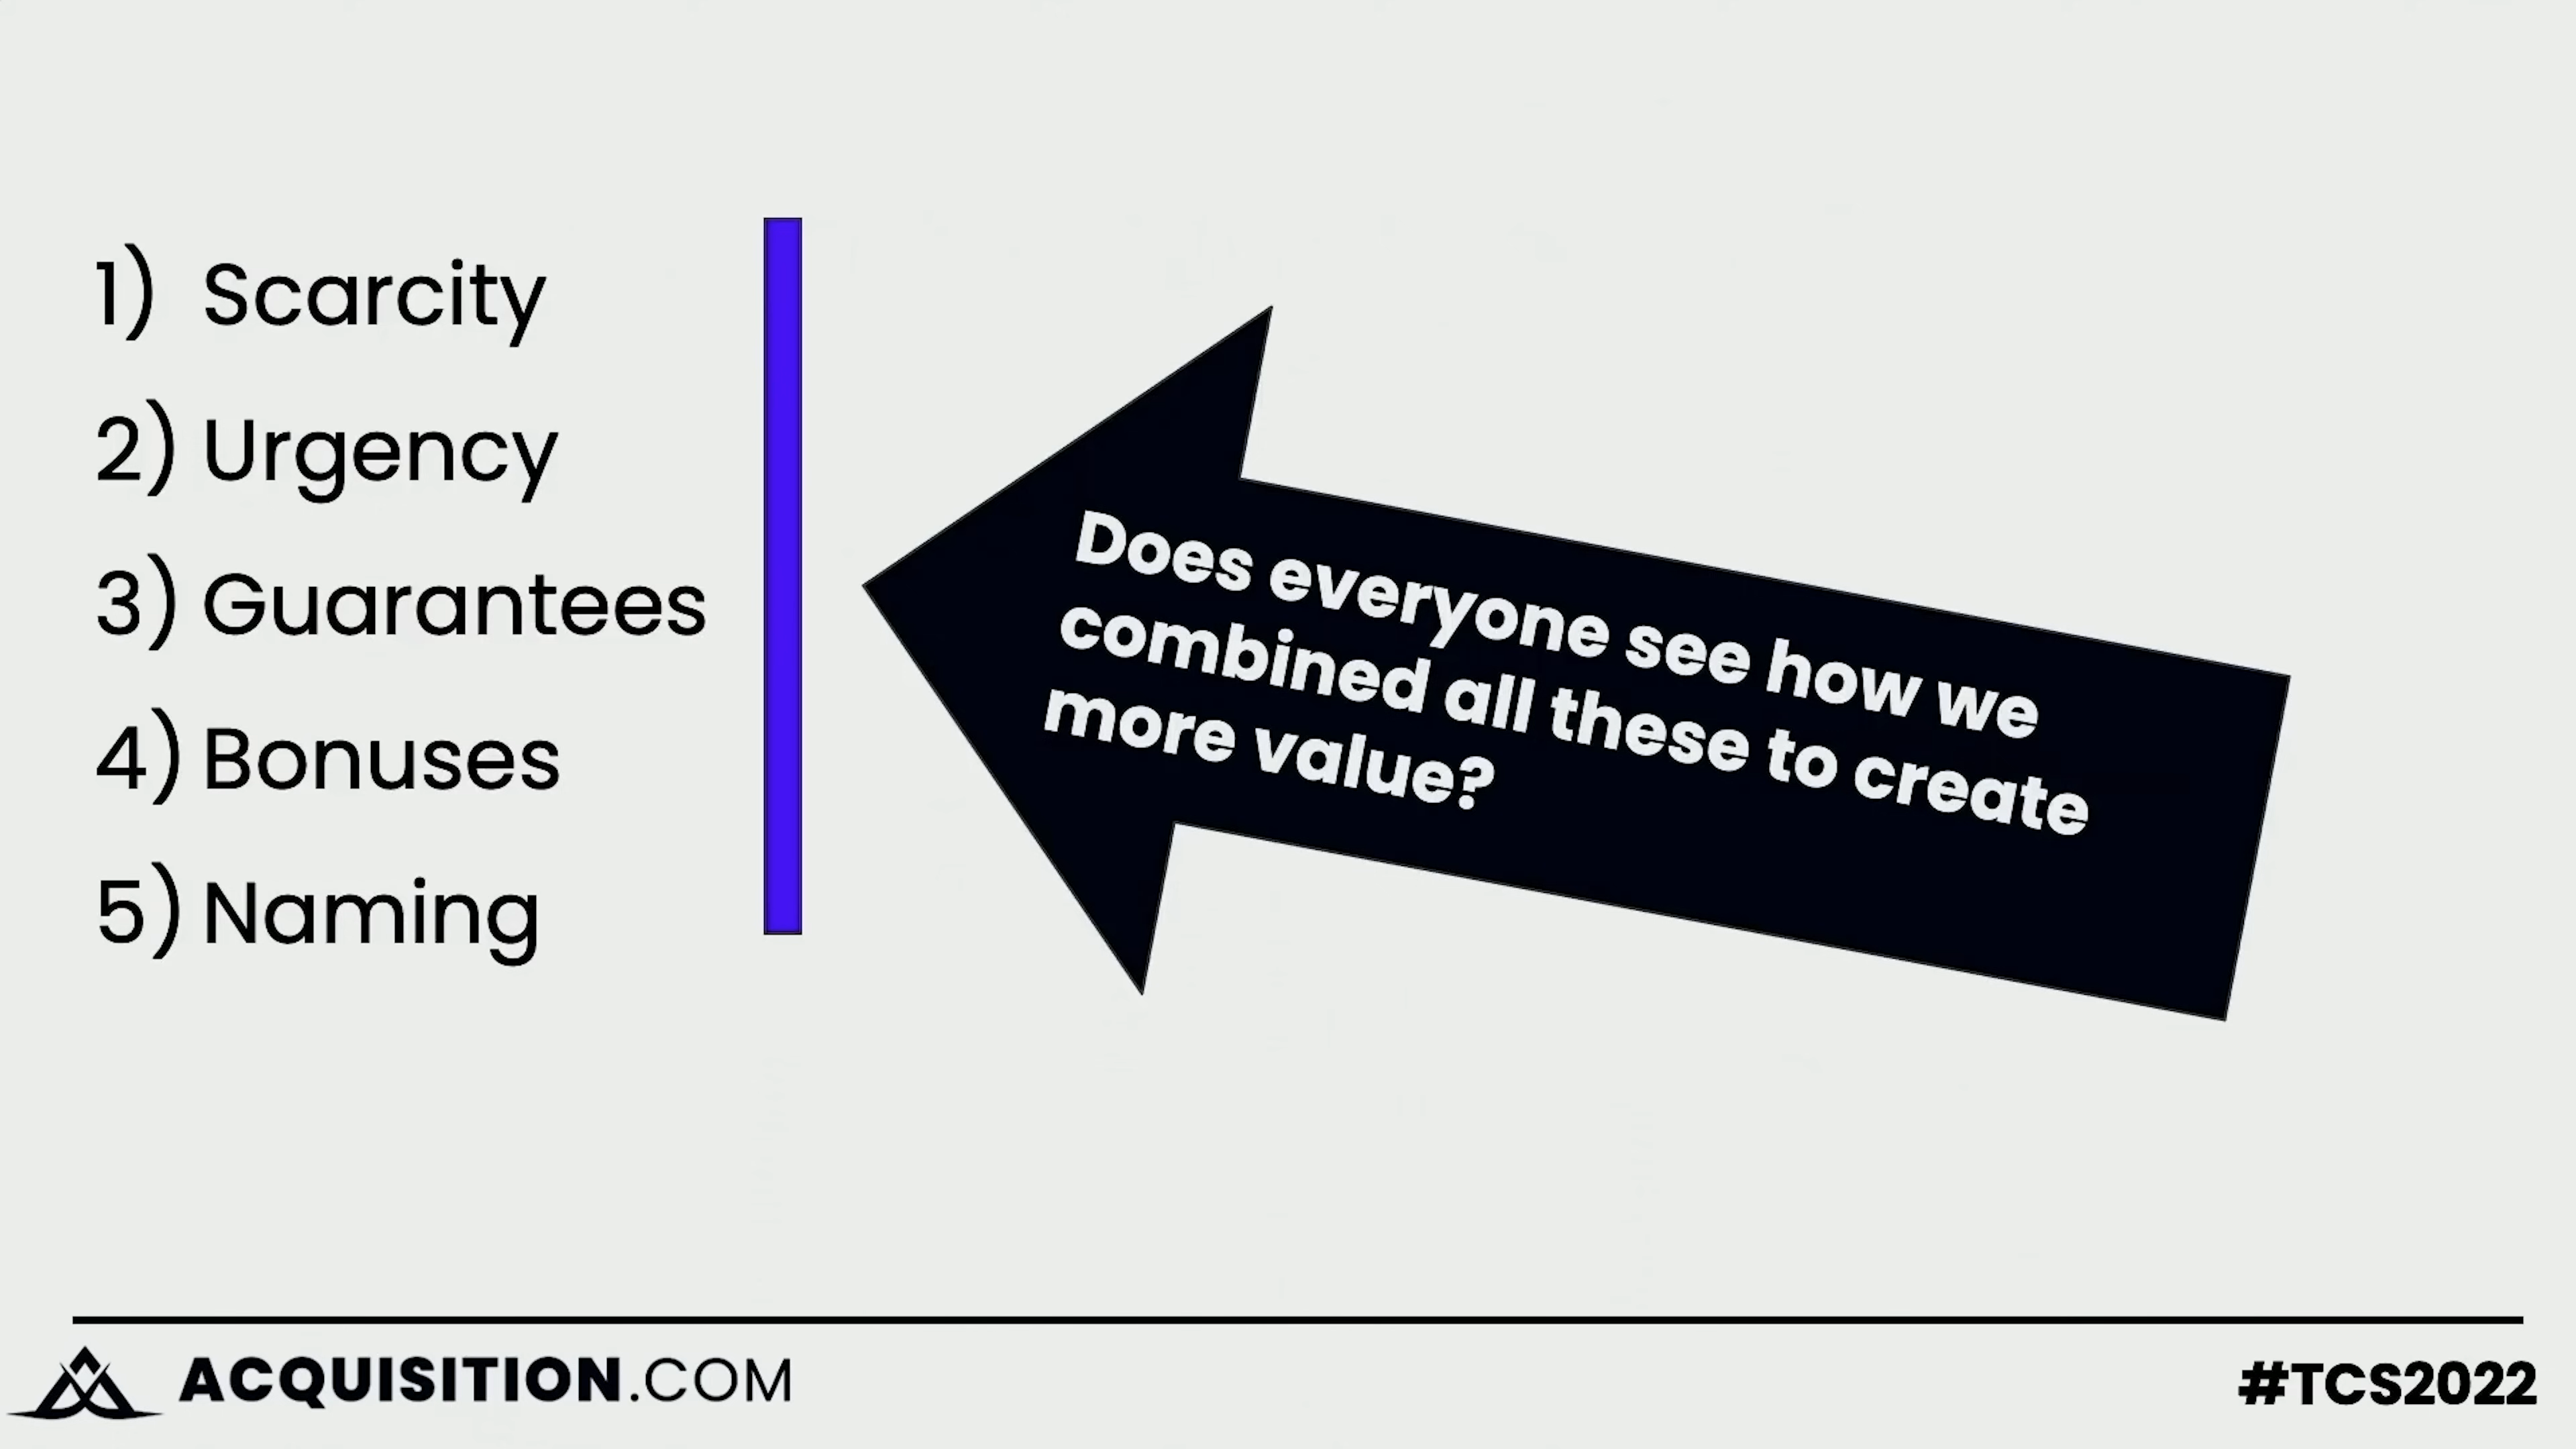 1) Scarcity
2) Urgency
3) Guarantees
4) Bonuses
5) Naming
Does everyone see how we
combined all these to create
more value?
ACQUISITION.COM
#TCS2022